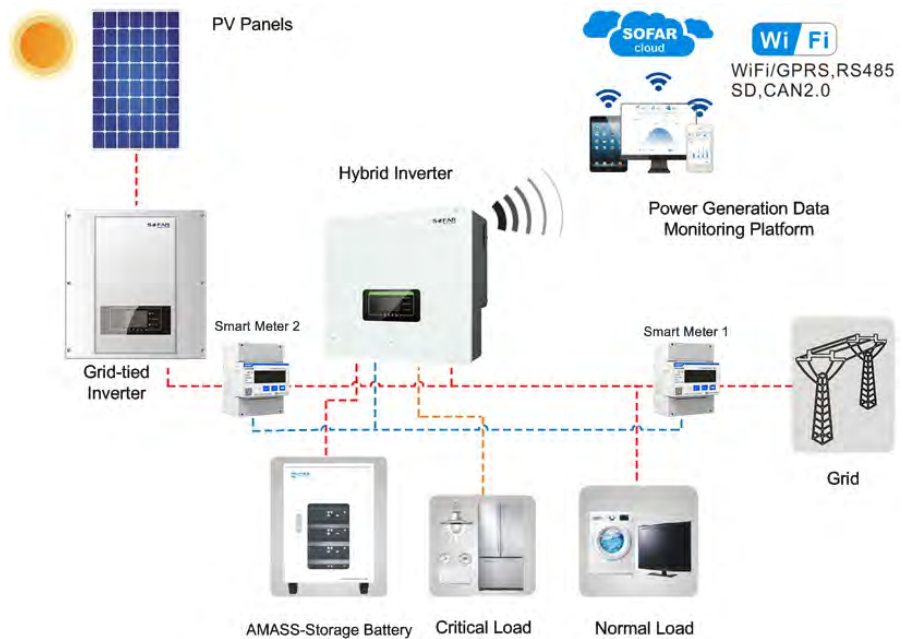 PV Panels
SOFAR
cloud
Wi Fi
WiFi/GPRS,RS485
SD,CAN2.0
Hybrid Inverter
Power Generation Data
Monitoring Platform
SOFAR
SOFAR
Smart Meter 2
Smart Meter 1
Grid-tied
Inverter
Grid
AMASS-Storage Battery
Critical Load
Normal Load